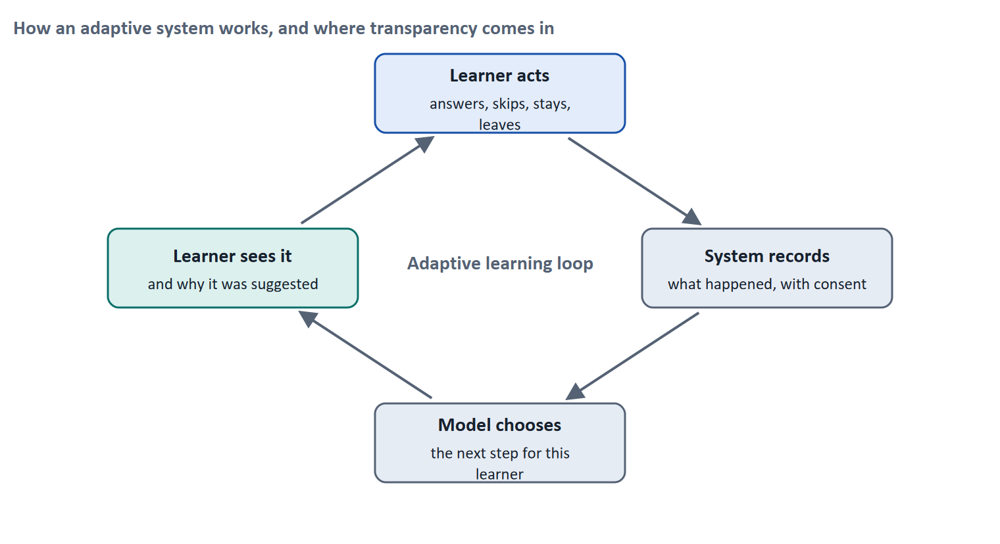 How an adaptive system works, and where transparency comes in
Learner acts
answers, skips, stays,
leaves
Learner sees it
and why it was suggested
Adaptive learning loop
System records
what happened, with consent
Model chooses
the next step for this
learner